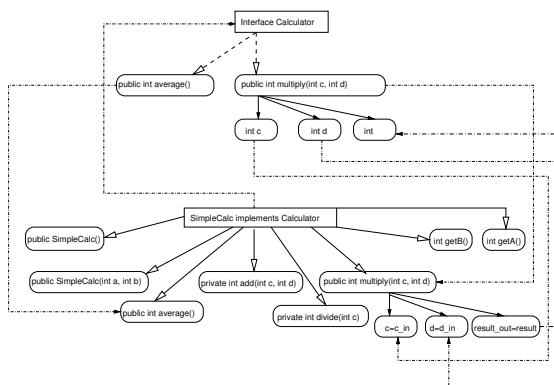 Interface Calculator
public int average()
public int multiply(int c, int d)
int c
int d
int
SimpleCalc implements Calculator
public SimpleCalc()
int getB()
int getA()
public SimpleCalc(int a, int b)
private int add(int c, int d)
public int multiply(int c, int d)
public int average()
private int divide(int c)
c=c_in
d=d_in
result_out=result